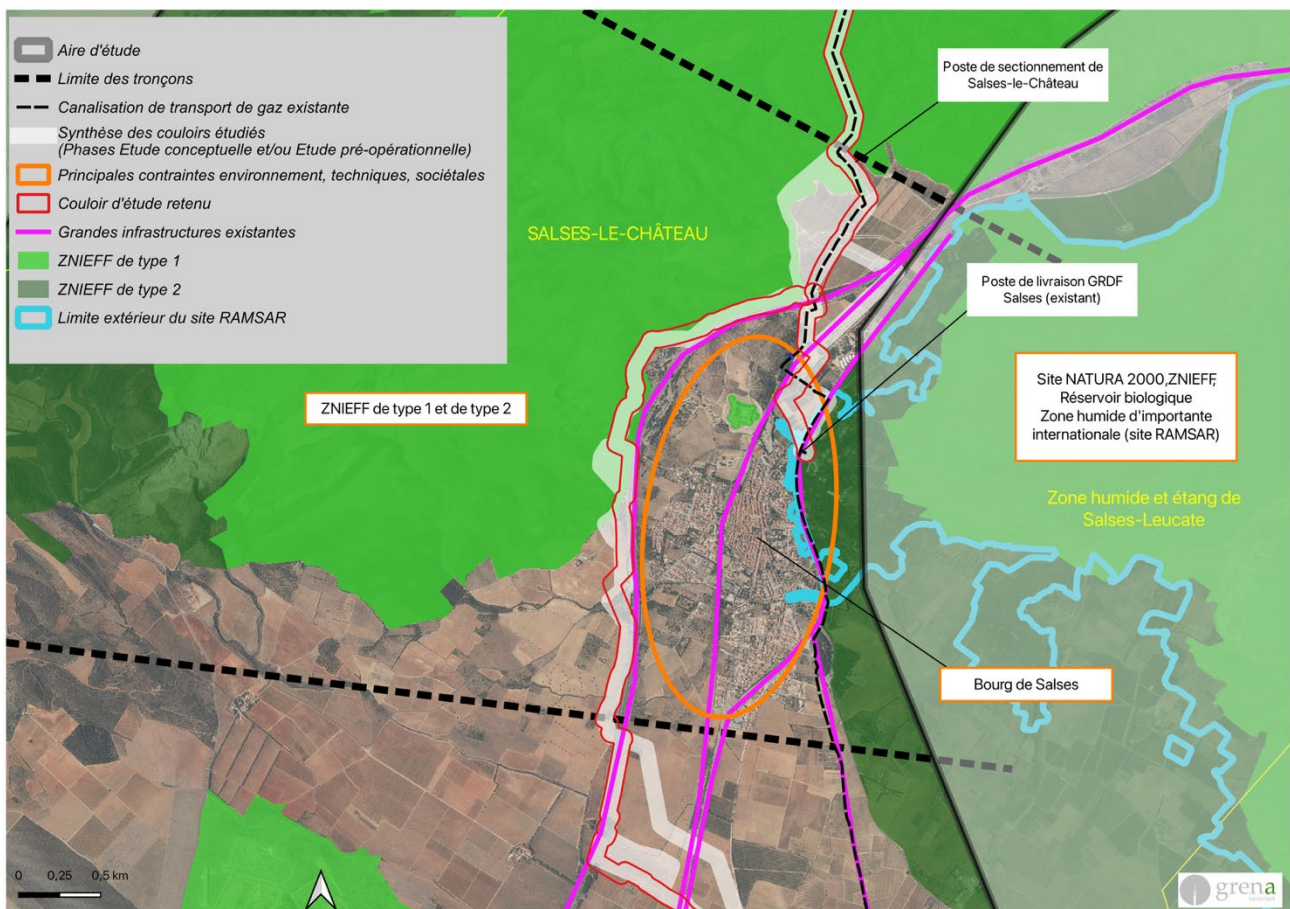 Aire d'étude
Limite des tronçons
Canalisation de transport de gaz existante
Synthèse des couloirs étudiés
(Phases Etude conceptuelle et/ou Etude pré-opérationnelle)
Principales contraintes environnement, techniques, sociétales
Couloir d'étude retenu
Grandes infrastructures existantes
ZNIEFF de type 1
ZNIEFF de type 2
Limite extérieur du site RAMSAR
Poste de sectionnement de
Salses-le-Château
SALSES-LE-CHÂTEAU
Poste de livraison GRDF
Salses (existant)
ZNIEFF de type 1 et de type 2
Site NATURA 2000,ZNIEFF,
Réservoir biologique
Zone humide d'importante
internationale (site RAMSAR)
Zone humide et étang de
Salses-Leucate
Bourg de Salses
0 0,25 0,5 km
grena
consultant